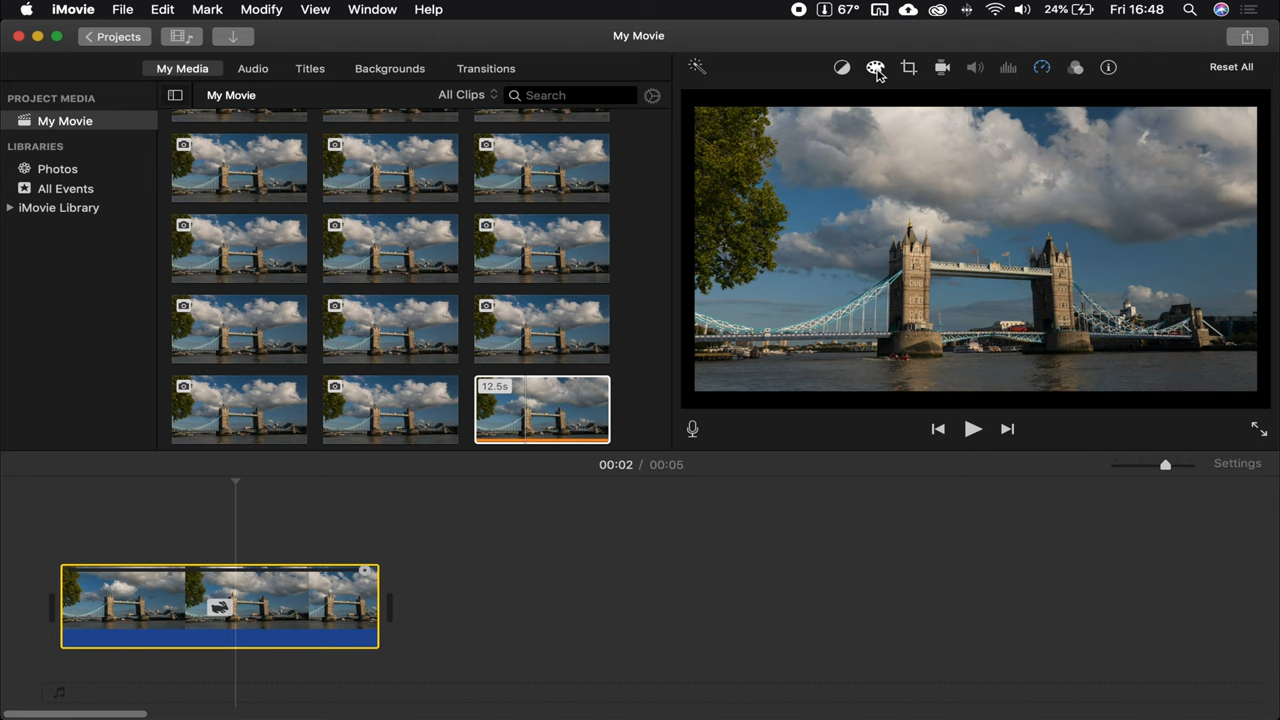 iMovie File Edit Mark Modify View Window Help 67° 24% Fri 16:48
Projects My Movie
My Media Audio Titles Backgrounds Transitions Reset All
PROJECT MEDIA My Movie All Clips Search
My Movie
LIBRARIES
Photos
All Events
iMovie Library
12.5s
00:02 / 00:05 Settings